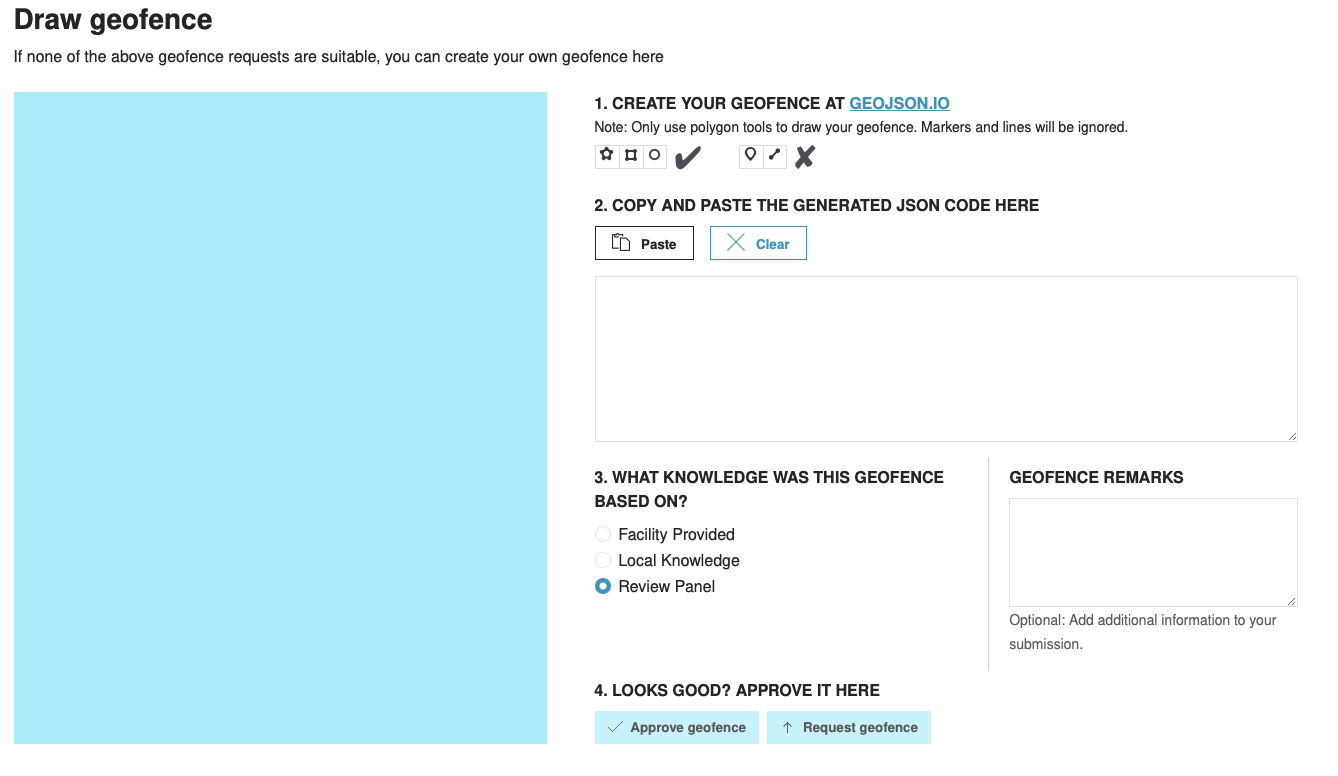 Draw geofence
If none of the above geofence requests are suitable, you can create your own geofence here
1. CREATE YOUR GEOFENCE AT GEOJSON.IO
Note: Only use polygon tools to draw your geofence. Markers and lines will be ignored.
2. COPY AND PASTE THE GENERATED JSON CODE HERE
Paste
Clear
3. WHAT KNOWLEDGE WAS THIS GEOFENCE
BASED ON?
Facility Provided
Local Knowledge
Review Panel
GEOFENCE REMARKS
Optional: Add additional information to your
submission.
4. LOOKS GOOD? APPROVE IT HERE
Approve geofence
Request geofence